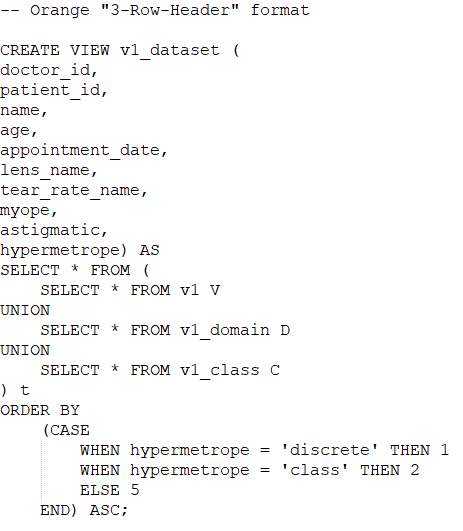 -- Orange "3-Row-Header" format

CREATE VIEW v1_dataset (
doctor_id,
patient_id,
name,
age,
appointment_date,
lens_name,
tear_rate_name,
myope,
astigmatic,
hypermetrope) AS
SELECT * FROM (
    SELECT * FROM v1 V
UNION
    SELECT * FROM v1_domain D
UNION
    SELECT * FROM v1_class C
) t
ORDER BY
    (CASE
        WHEN hypermetrope = 'discrete' THEN 1
        WHEN hypermetrope = 'class' THEN 2
        ELSE 5
    END) ASC;